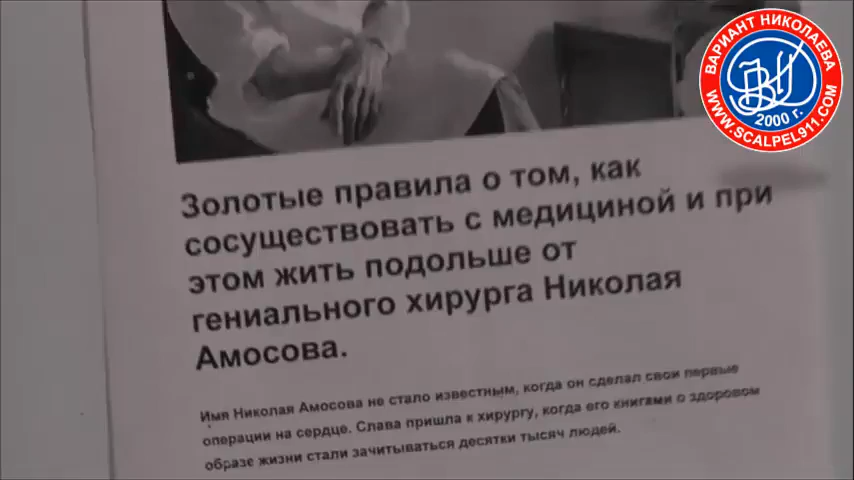 ВАРИАНТ НИКОЛАЕВА
ДВН
2000 г.
WWW.SCALPEL911.COM
Золотые правила о том, как
сосуществовать с медициной и при
этом жить подольше от
гениального хирурга Николая
Амосова.
Имя Николая Амосова не стало известным, когда он сделал свои первые
операции на сердце. Слава пришла к хирургу, когда его книгами о здоровом
образе жизни стали зачитываться десятки тысяч людей.